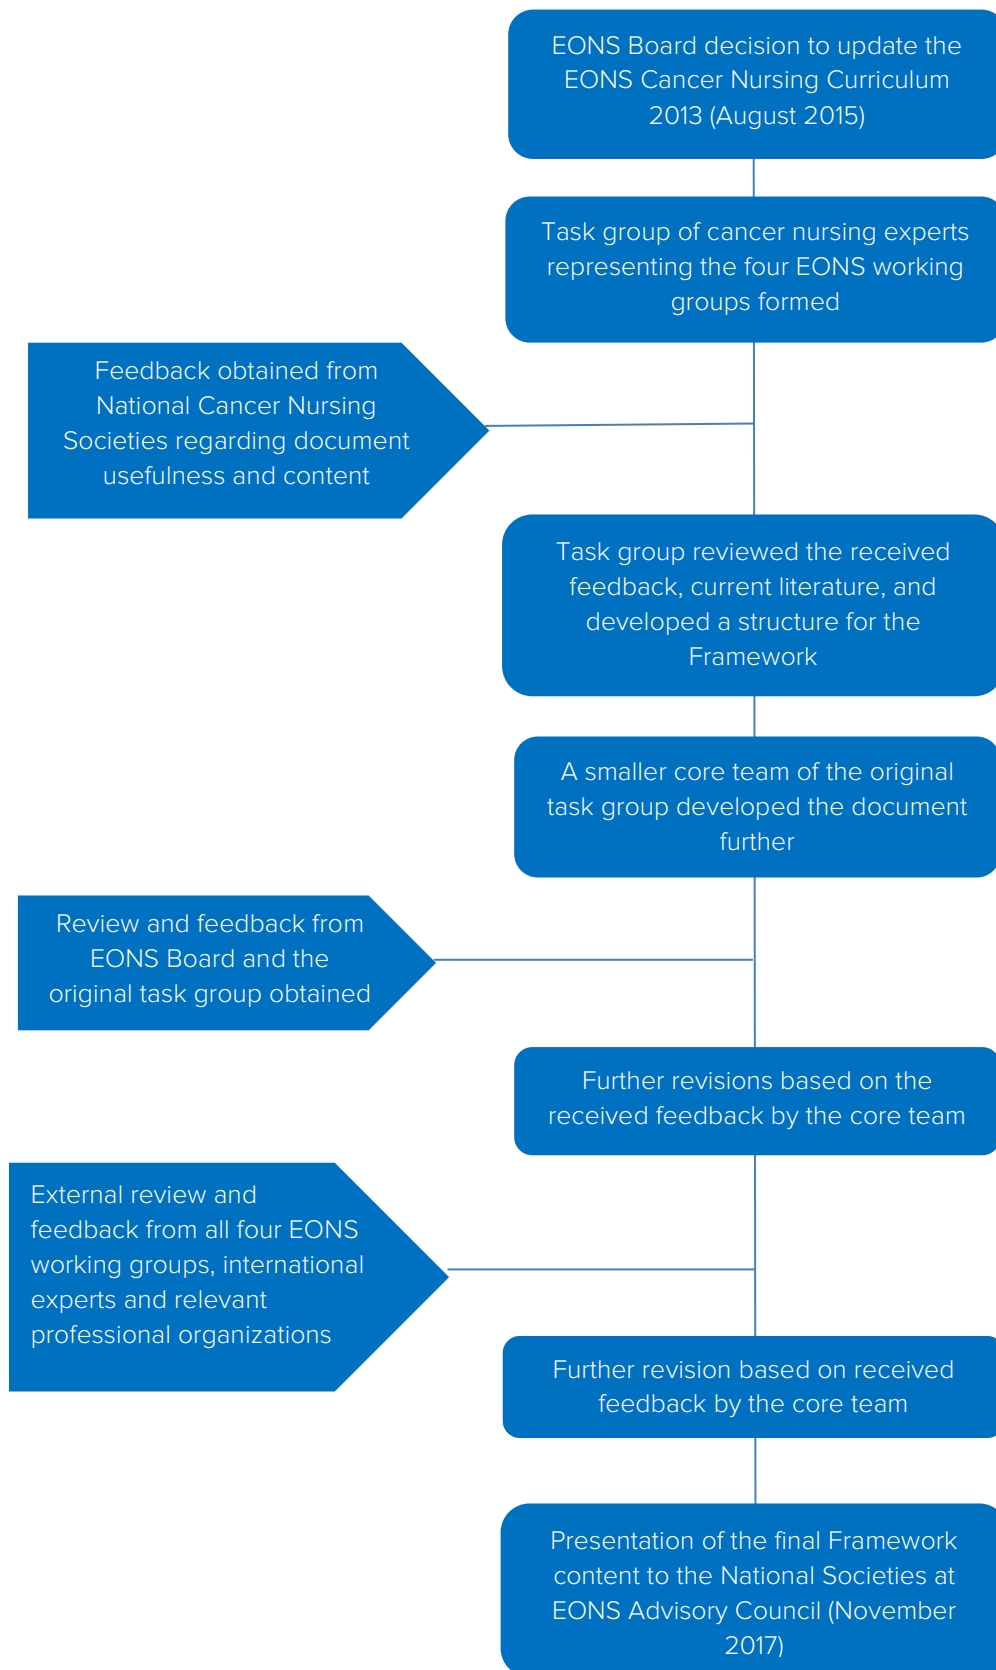 EONS Board decision to update the
EONS Cancer Nursing Curriculum
2013 (August 2015)
Task group of cancer nursing experts
representing the four EONS working
groups formed
Feedback obtained from
National Cancer Nursing
Societies regarding document
usefulness and content
Task group reviewed the received
feedback, current literature, and
developed a structure for the
Framework
A smaller core team of the original
task group developed the document
further
Review and feedback from
EONS Board and the
original task group obtained
Further revisions based on the
received feedback by the core team
External review and
feedback from all four EONS
working groups, international
experts and relevant
professional organizations
Further revision based on received
feedback by the core team
Presentation of the final Framework
content to the National Societies at
EONS Advisory Council (November
2017)